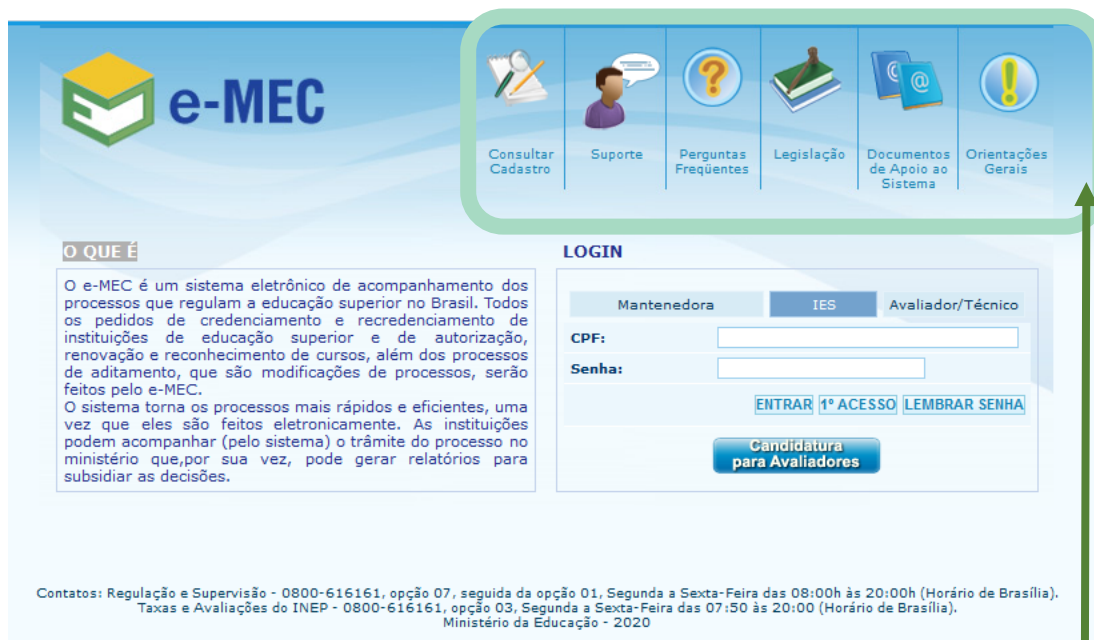 e-MEC
Consultar
Cadastro
Suporte
Perguntas
Freqüentes
Legislação
Documentos
de Apoio ao
Sistema
Orientações
Gerais
O QUE É
O e-MEC é um sistema eletrônico de acompanhamento dos
processos que regulam a educação superior no Brasil. Todos
os pedidos de credenciamento e recredenciamento de
instituições de educação superior e de autorização,
renovação e reconhecimento de cursos, além dos processos
de aditamento, que são modificações de processos, serão
feitos pelo e-MEC.
O sistema torna os processos mais rápidos e eficientes, uma
vez que eles são feitos eletronicamente. As instituições
podem acompanhar (pelo sistema) o trâmite do processo no
ministério que,por sua vez, pode gerar relatórios para
subsidiar as decisões.
LOGIN
Mantenedora IES Avaliador/Técnico
CPF:
Senha:
ENTRAR 1º ACESSO LEMBRAR SENHA
Candidatura
para Avaliadores
Contatos: Regulação e Supervisão - 0800-616161, opção 07, seguida da opção 01, Segunda a Sexta-Feira das 08:00h às 20:00h (Horário de Brasília).
Taxas e Avaliações do INEP - 0800-616161, opção 03, Segunda a Sexta-Feira das 07:50 às 20:00 (Horário de Brasília).
Ministério da Educação - 2020